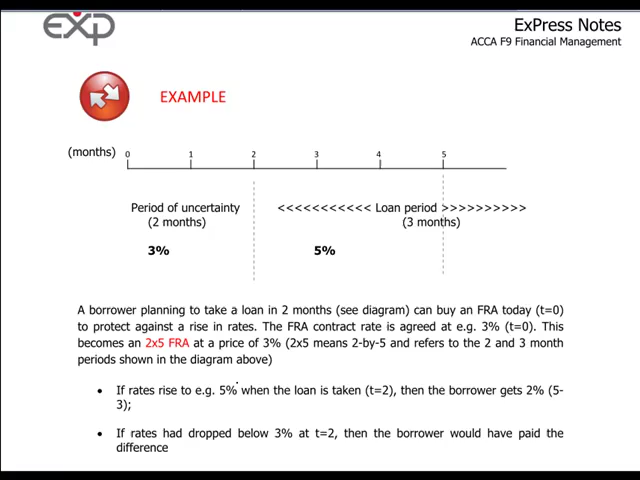 exp
ExPress Notes
ACCA F9 Financial Management
EXAMPLE
(months) 0 1 2 3 4 5
Period of uncertainty <<<<<<<<<<< Loan period >>>>>>>>>>
(2 months) (3 months)
3% 5%
A borrower planning to take a loan in 2 months (see diagram) can buy an FRA today (t=0)
to protect against a rise in rates. The FRA contract rate is agreed at e.g. 3% (t=0). This
becomes an 2x5 FRA at a price of 3% (2x5 means 2-by-5 and refers to the 2 and 3 month
periods shown in the diagram above)
• If rates rise to e.g. 5% when the loan is taken (t=2), then the borrower gets 2% (5-
3);
• If rates had dropped below 3% at t=2, then the borrower would have paid the
difference